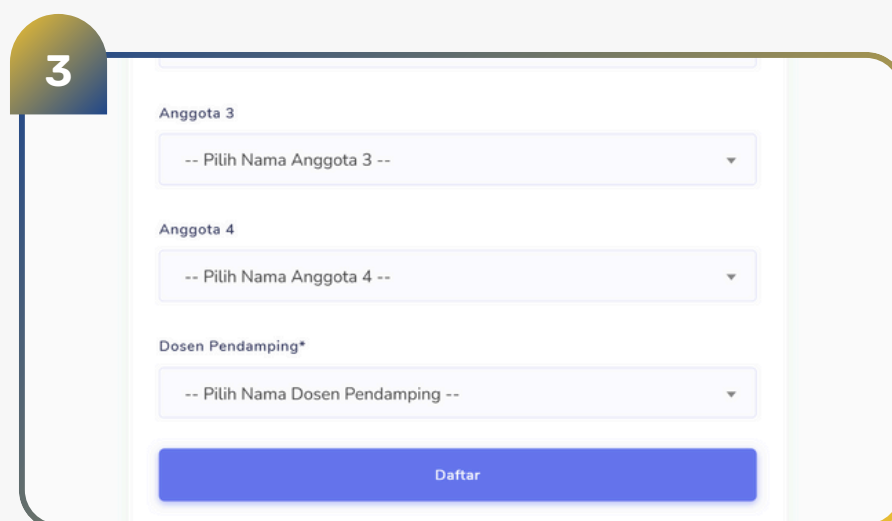 3
Anggota 3
-- Pilih Nama Anggota 3 --
Anggota 4
-- Pilih Nama Anggota 4 --
Dosen Pendamping*
-- Pilih Nama Dosen Pendamping --
Daftar